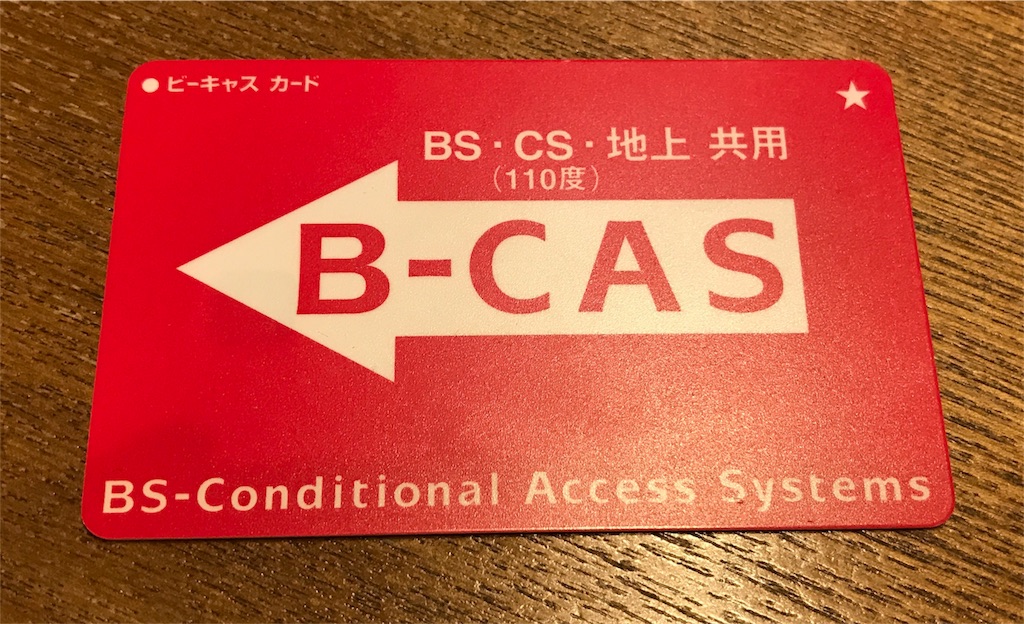 ●ビーキャス カード
★
BS・CS・地上 共用
（110度）
B-CAS
BS-Conditional Access Systems